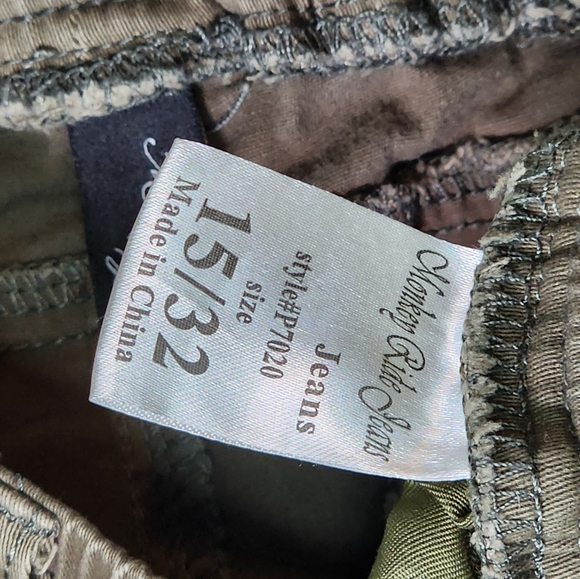 Monkey Ride Jeans
Jeans
style#P7020
size
15/32
Made in China